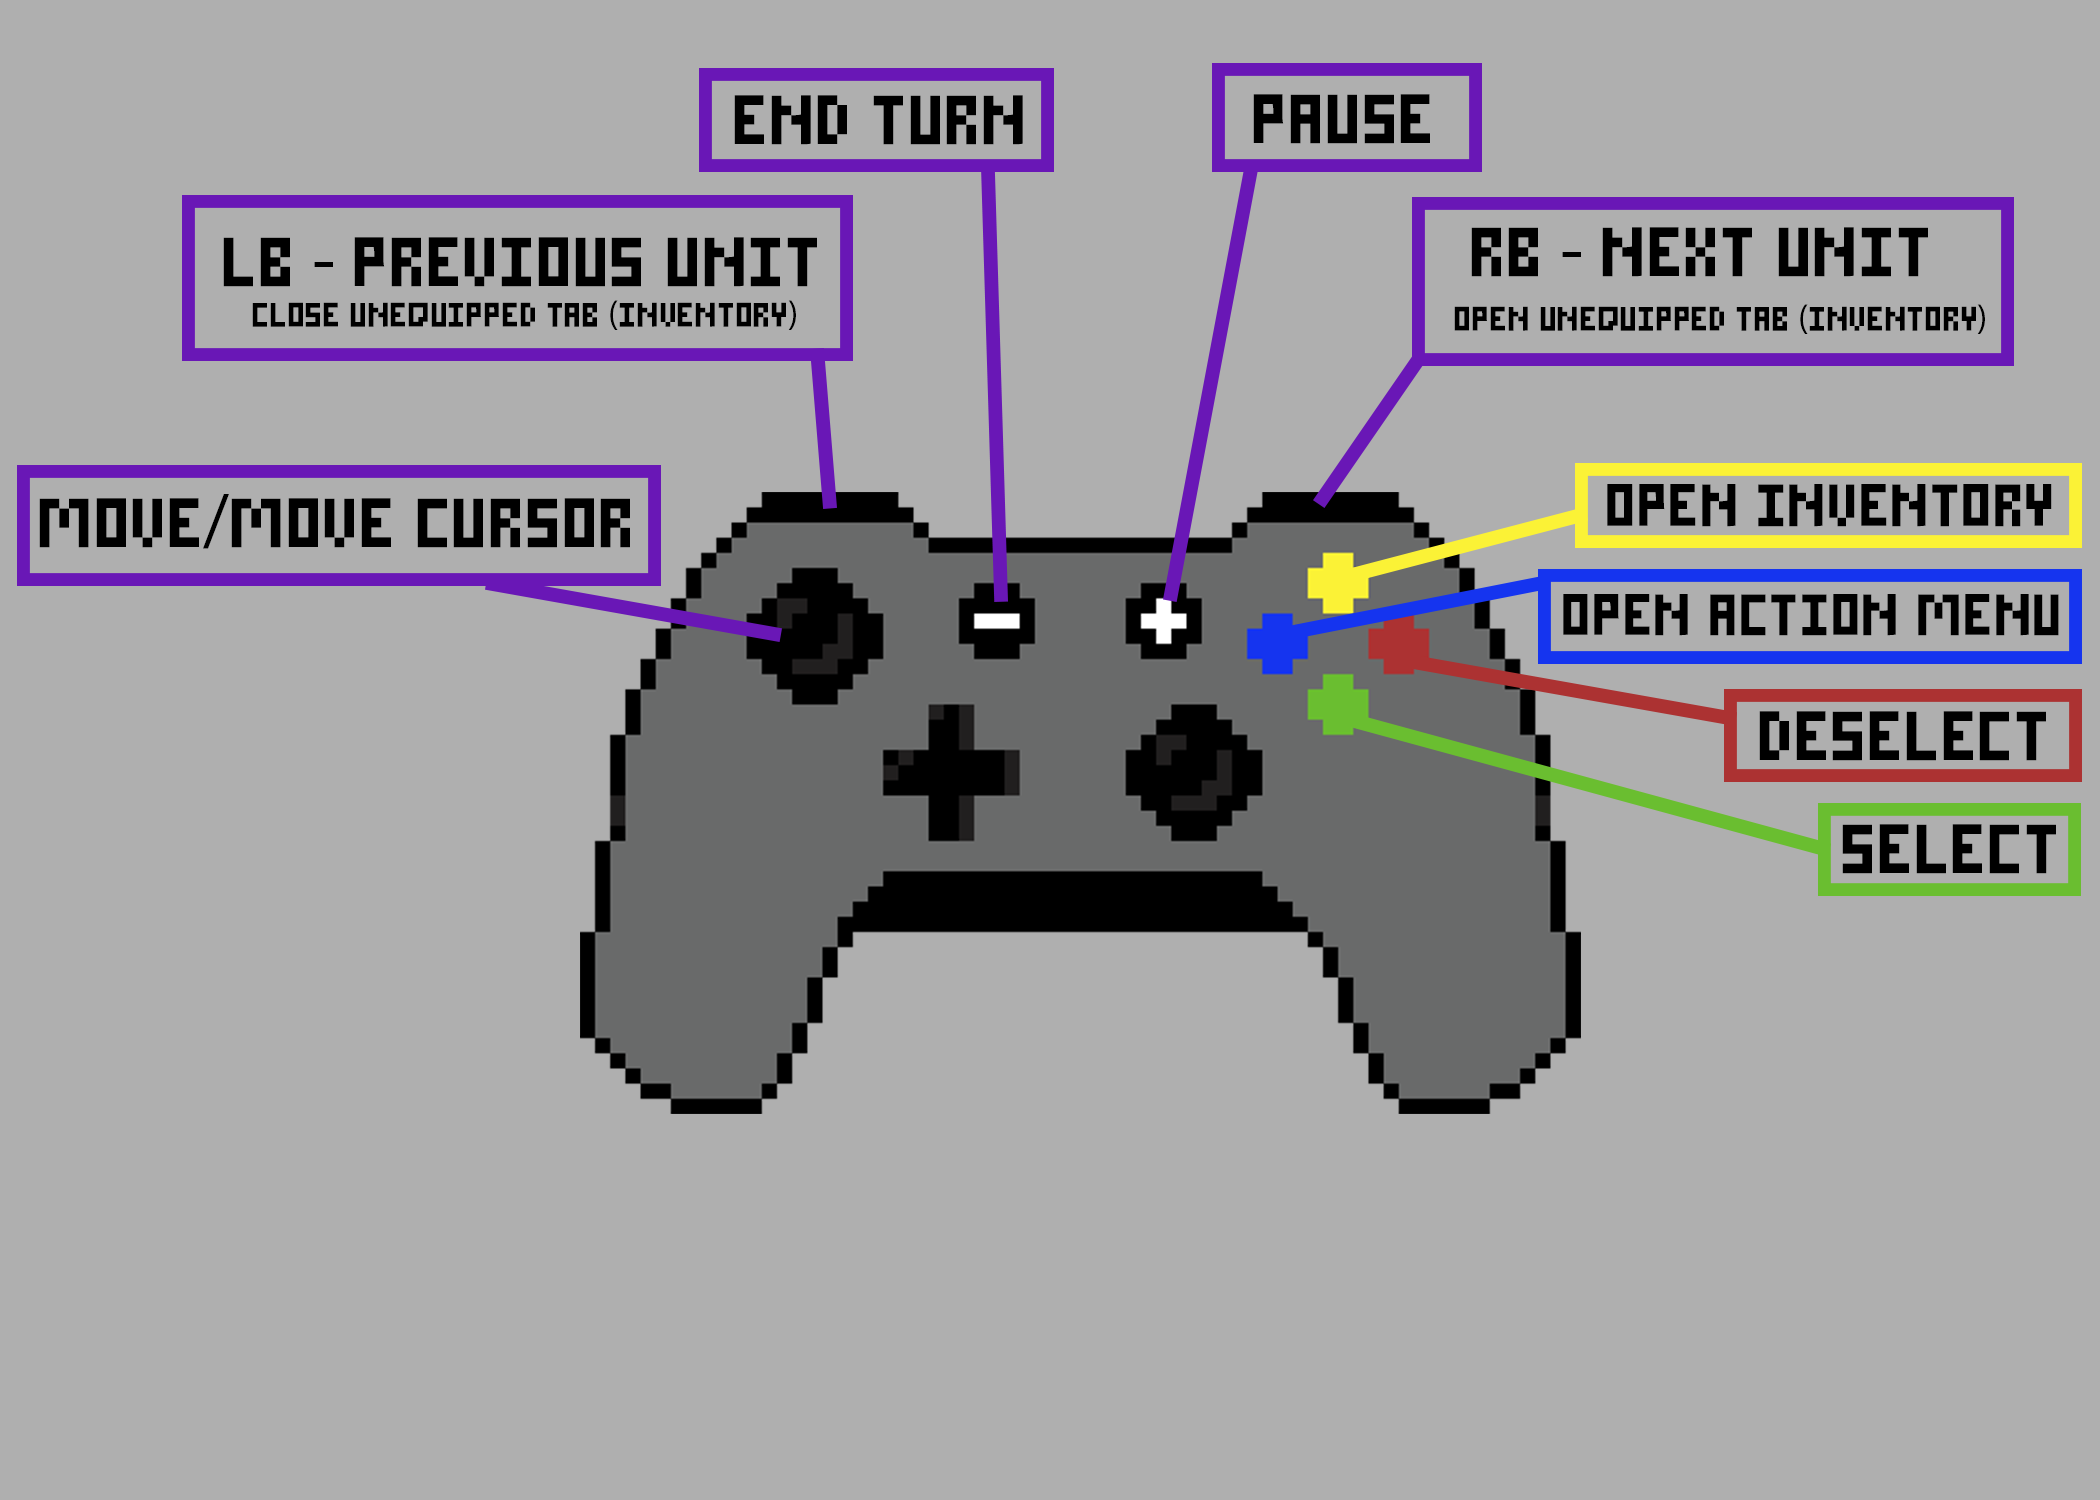 END TURN
PAUSE
LB - PREVIOUS UNIT
CLOSE UNEQUIPPED TAB (INVENTORY)
RB - NEXT UNIT
OPEN UNEQUIPPED TAB (INVENTORY)
MOVE/MOVE CURSOR
OPEN INVENTORY
OPEN ACTION MENU
DESELECT
SELECT